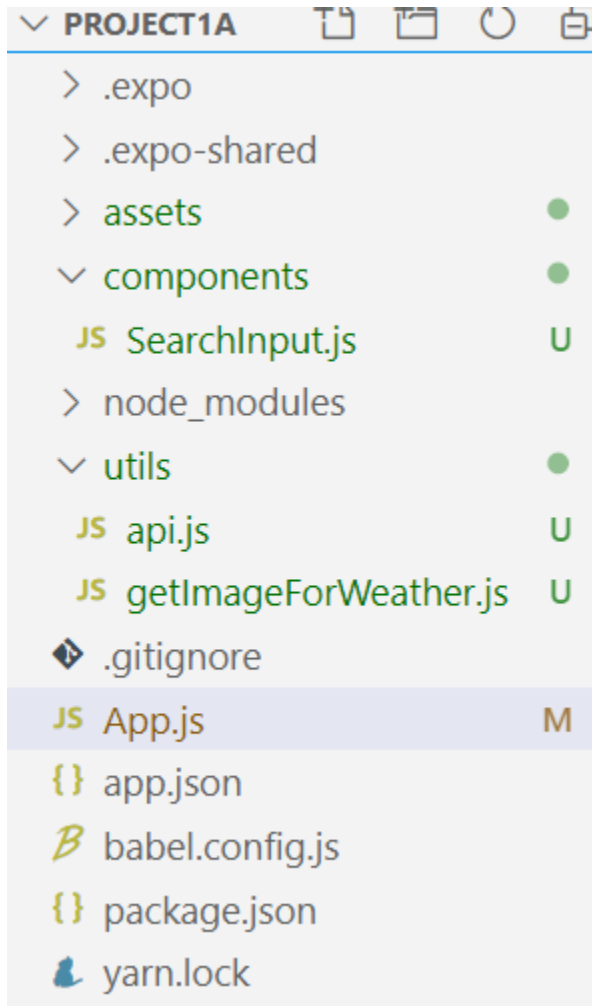 PROJECT1A
.expo
.expo-shared
assets
components
JS SearchInput.js U
node_modules
utils
JS api.js U
JS getImageForWeather.js U
.gitignore
JS App.js M
{} app.json
B babel.config.js
{} package.json
yarn.lock